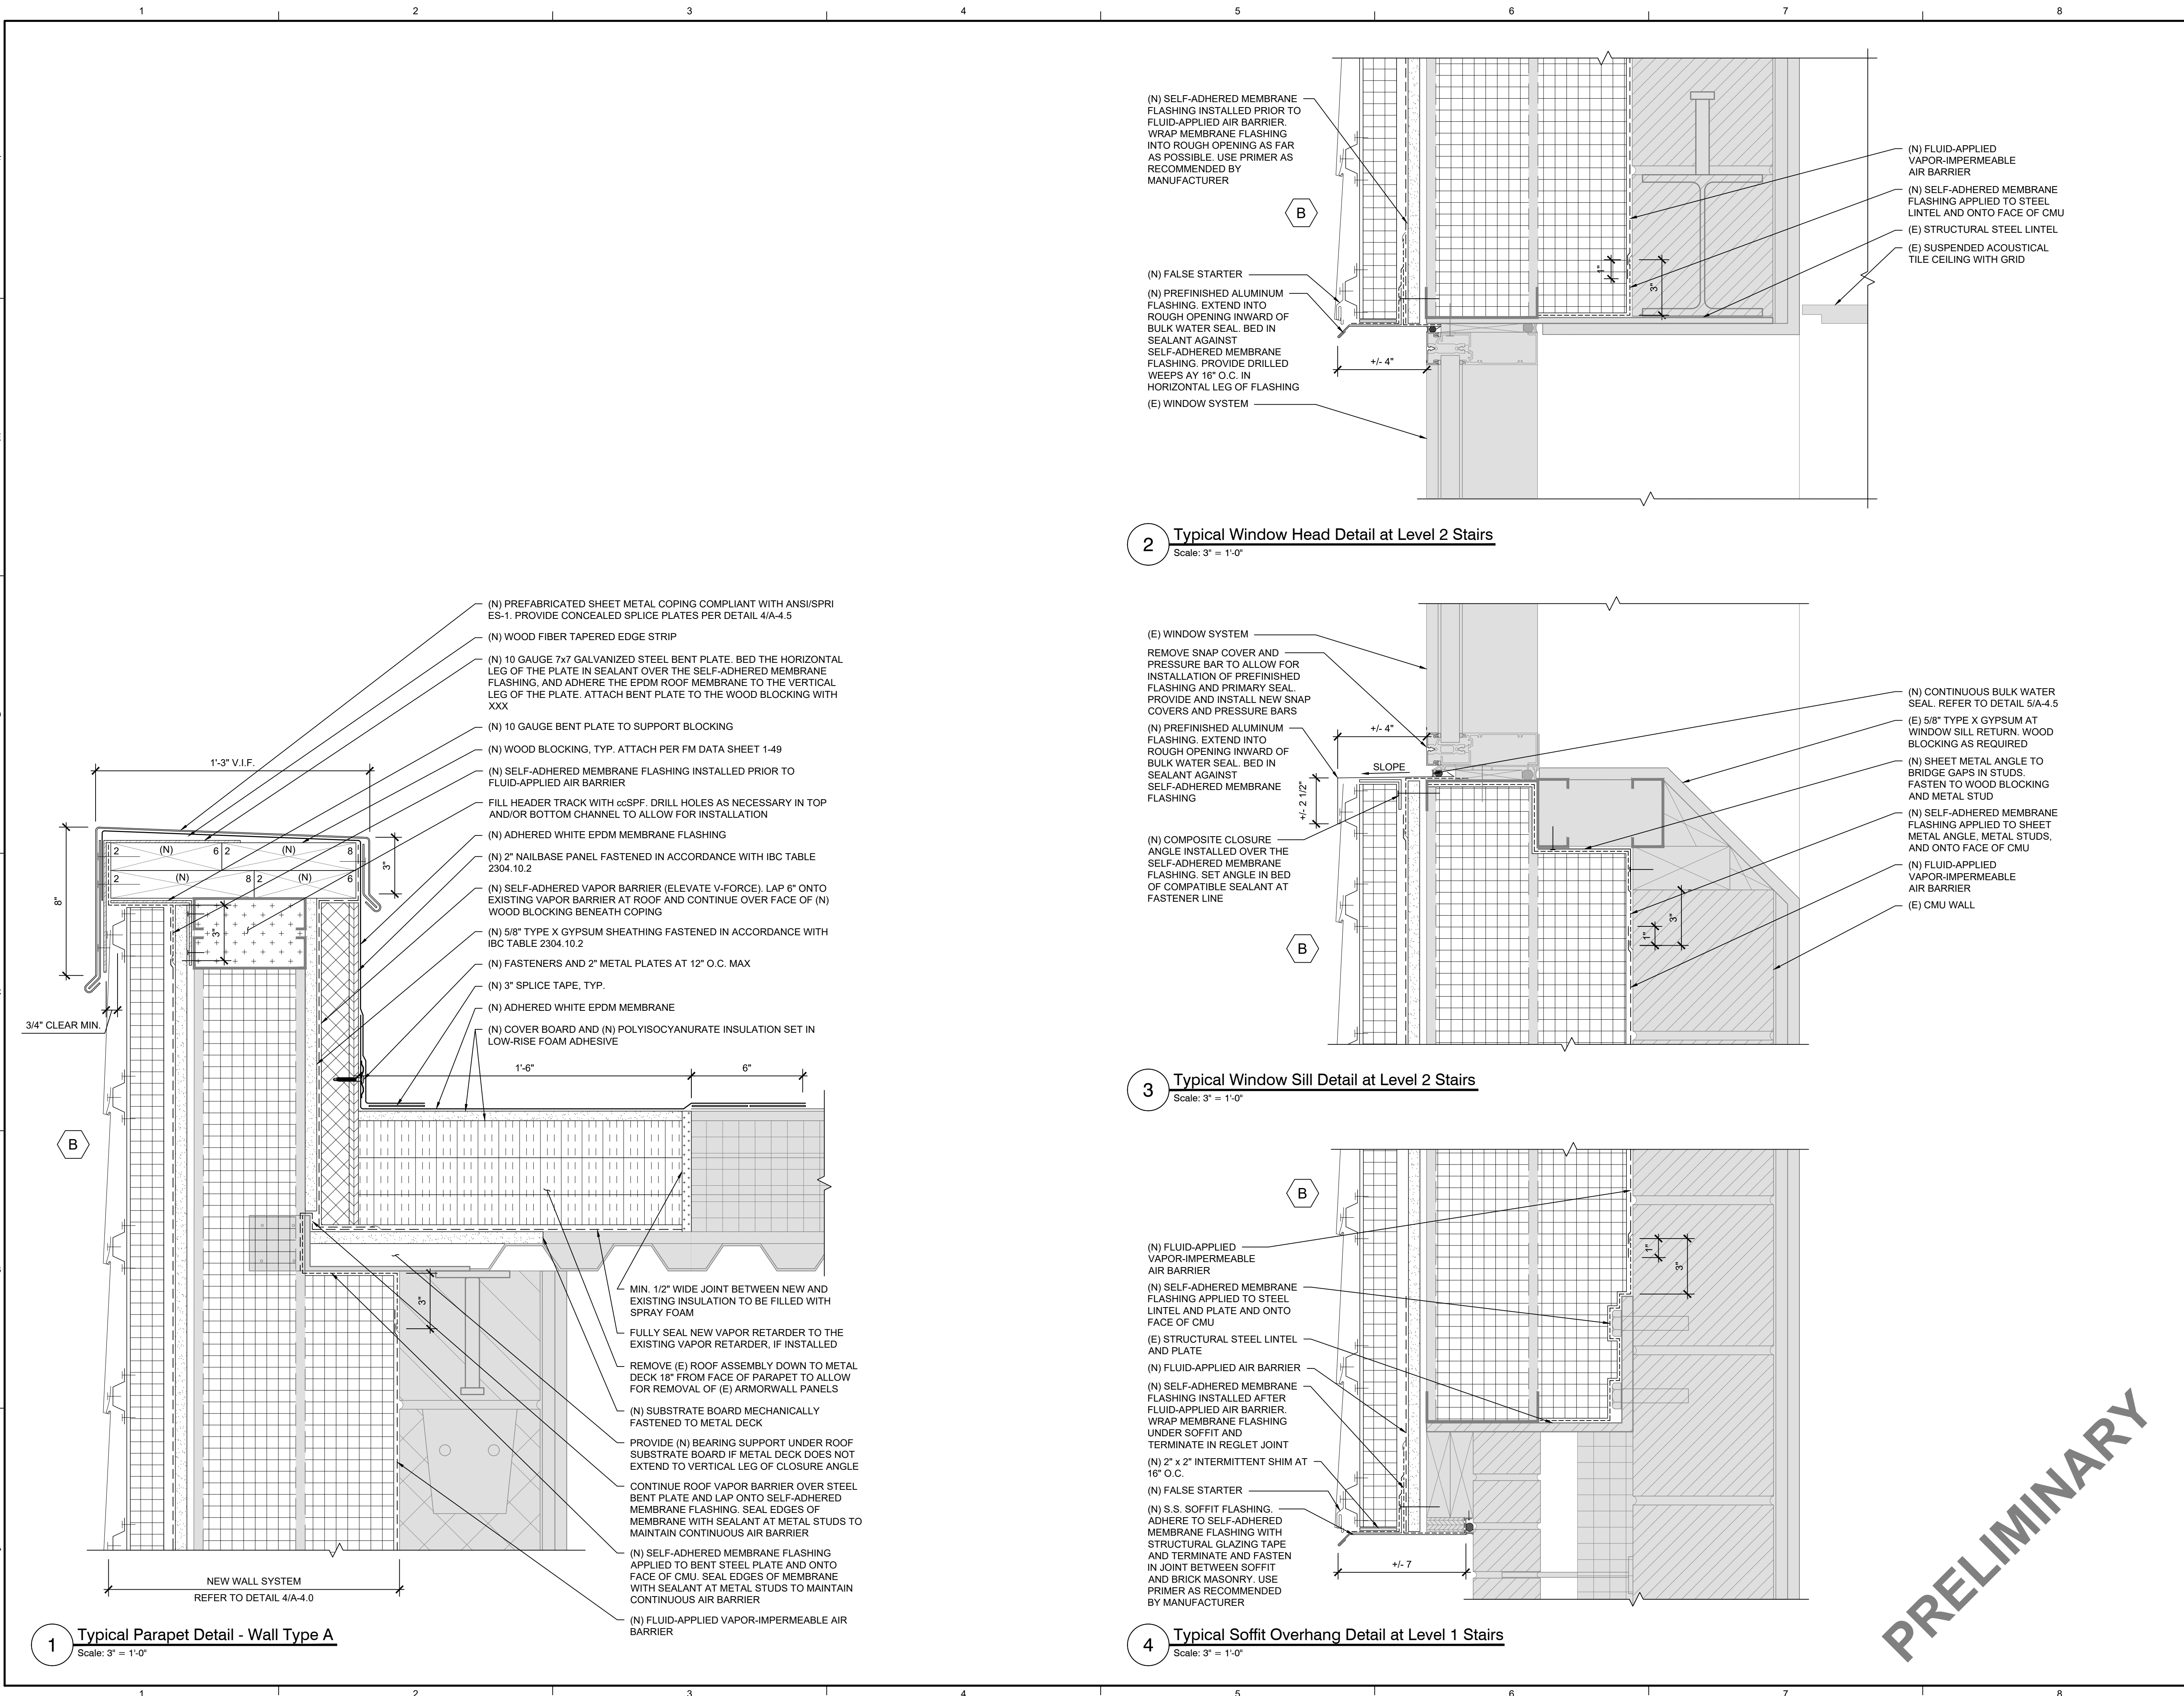 1 2 3 4 5 6 7 8
(N) SELF-ADHERED MEMBRANE
FLASHING INSTALLED PRIOR TO
FLUID-APPLIED AIR BARRIER.
WRAP MEMBRANE FLASHING
INTO ROUGH OPENING AS FAR
AS POSSIBLE. USE PRIMER AS
RECOMMENDED BY
MANUFACTURER
B
(N) FALSE STARTER
(N) PREFINISHED ALUMINUM
FLASHING. EXTEND INTO
ROUGH OPENING INWARD OF
BULK WATER SEAL. BED IN
SEALANT AGAINST
SELF-ADHERED MEMBRANE
FLASHING. PROVIDE DRILLED
WEEPS AY 16" O.C. IN
HORIZONTAL LEG OF FLASHING
(E) WINDOW SYSTEM
+/- 4"
1"
3"
(N) FLUID-APPLIED
VAPOR-IMPERMEABLE
AIR BARRIER
(N) SELF-ADHERED MEMBRANE
FLASHING APPLIED TO STEEL
LINTEL AND ONTO FACE OF CMU
(E) STRUCTURAL STEEL LINTEL
(E) SUSPENDED ACOUSTICAL
TILE CEILING WITH GRID
2 Typical Window Head Detail at Level 2 Stairs
Scale: 3" = 1'-0"
(N) PREFABRICATED SHEET METAL COPING COMPLIANT WITH ANSI/SPRI
ES-1. PROVIDE CONCEALED SPLICE PLATES PER DETAIL 4/A-4.5
(N) WOOD FIBER TAPERED EDGE STRIP
(N) 10 GAUGE 7x7 GALVANIZED STEEL BENT PLATE. BED THE HORIZONTAL
LEG OF THE PLATE IN SEALANT OVER THE SELF-ADHERED MEMBRANE
FLASHING, AND ADHERE THE EPDM ROOF MEMBRANE TO THE VERTICAL
LEG OF THE PLATE. ATTACH BENT PLATE TO THE WOOD BLOCKING WITH
XXX
(N) 10 GAUGE BENT PLATE TO SUPPORT BLOCKING
(N) WOOD BLOCKING, TYP. ATTACH PER FM DATA SHEET 1-49
(N) SELF-ADHERED MEMBRANE FLASHING INSTALLED PRIOR TO
FLUID-APPLIED AIR BARRIER
FILL HEADER TRACK WITH ccSPF. DRILL HOLES AS NECESSARY IN TOP
AND/OR BOTTOM CHANNEL TO ALLOW FOR INSTALLATION
(N) ADHERED WHITE EPDM MEMBRANE FLASHING
(N) 2" NAILBASE PANEL FASTENED IN ACCORDANCE WITH IBC TABLE
2304.10.2
(N) SELF-ADHERED VAPOR BARRIER (ELEVATE V-FORCE). LAP 6" ONTO
EXISTING VAPOR BARRIER AT ROOF AND CONTINUE OVER FACE OF (N)
WOOD BLOCKING BENEATH COPING
(N) 5/8" TYPE X GYPSUM SHEATHING FASTENED IN ACCORDANCE WITH
IBC TABLE 2304.10.2
(N) FASTENERS AND 2" METAL PLATES AT 12" O.C. MAX
(N) 3" SPLICE TAPE, TYP.
(N) ADHERED WHITE EPDM MEMBRANE
(N) COVER BOARD AND (N) POLYISOCYANURATE INSULATION SET IN
LOW-RISE FOAM ADHESIVE
1'-3" V.I.F.
8"
3"
2 (N) 6 2 (N) 8
2 (N) 8 2 (N) 6
3"
3/4" CLEAR MIN.
1'-6" 6"
B
3"
MIN. 1/2" WIDE JOINT BETWEEN NEW AND
EXISTING INSULATION TO BE FILLED WITH
SPRAY FOAM
FULLY SEAL NEW VAPOR RETARDER TO THE
EXISTING VAPOR RETARDER, IF INSTALLED
REMOVE (E) ROOF ASSEMBLY DOWN TO METAL
DECK 18" FROM FACE OF PARAPET TO ALLOW
FOR REMOVAL OF (E) ARMORWALL PANELS
(N) SUBSTRATE BOARD MECHANICALLY
FASTENED TO METAL DECK
PROVIDE (N) BEARING SUPPORT UNDER ROOF
SUBSTRATE BOARD IF METAL DECK DOES NOT
EXTEND TO VERTICAL LEG OF CLOSURE ANGLE
CONTINUE ROOF VAPOR BARRIER OVER STEEL
BENT PLATE AND LAP ONTO SELF-ADHERED
MEMBRANE FLASHING. SEAL EDGES OF
MEMBRANE WITH SEALANT AT METAL STUDS TO
MAINTAIN CONTINUOUS AIR BARRIER
(N) SELF-ADHERED MEMBRANE FLASHING
APPLIED TO BENT STEEL PLATE AND ONTO
FACE OF CMU. SEAL EDGES OF MEMBRANE
WITH SEALANT AT METAL STUDS TO MAINTAIN
CONTINUOUS AIR BARRIER
(N) FLUID-APPLIED VAPOR-IMPERMEABLE AIR
BARRIER
NEW WALL SYSTEM
REFER TO DETAIL 4/A-4.0
1 Typical Parapet Detail - Wall Type A
Scale: 3" = 1'-0"
(E) WINDOW SYSTEM
REMOVE SNAP COVER AND
PRESSURE BAR TO ALLOW FOR
INSTALLATION OF PREFINISHED
FLASHING AND PRIMARY SEAL.
PROVIDE AND INSTALL NEW SNAP
COVERS AND PRESSURE BARS
(N) PREFINISHED ALUMINUM
FLASHING. EXTEND INTO
ROUGH OPENING INWARD OF
BULK WATER SEAL. BED IN
SEALANT AGAINST
SELF-ADHERED MEMBRANE
FLASHING
(N) COMPOSITE CLOSURE
ANGLE INSTALLED OVER THE
SELF-ADHERED MEMBRANE
FLASHING. SET ANGLE IN BED
OF COMPATIBLE SEALANT AT
FASTENER LINE
B
+/- 4"
SLOPE
+/- 2 1/2"
1"
3"
(N) CONTINUOUS BULK WATER
SEAL. REFER TO DETAIL 5/A-4.5
(E) 5/8" TYPE X GYPSUM AT
WINDOW SILL RETURN. WOOD
BLOCKING AS REQUIRED
(N) SHEET METAL ANGLE TO
BRIDGE GAPS IN STUDS.
FASTEN TO WOOD BLOCKING
AND METAL STUD
(N) SELF-ADHERED MEMBRANE
FLASHING APPLIED TO SHEET
METAL ANGLE, METAL STUDS,
AND ONTO FACE OF CMU
(N) FLUID-APPLIED
VAPOR-IMPERMEABLE
AIR BARRIER
(E) CMU WALL
3 Typical Window Sill Detail at Level 2 Stairs
Scale: 3" = 1'-0"
B
(N) FLUID-APPLIED
VAPOR-IMPERMEABLE
AIR BARRIER
(N) SELF-ADHERED MEMBRANE
FLASHING APPLIED TO STEEL
LINTEL AND PLATE AND ONTO
FACE OF CMU
(E) STRUCTURAL STEEL LINTEL
AND PLATE
(N) FLUID-APPLIED AIR BARRIER
(N) SELF-ADHERED MEMBRANE
FLASHING INSTALLED AFTER
FLUID-APPLIED AIR BARRIER.
WRAP MEMBRANE FLASHING
UNDER SOFFIT AND
TERMINATE IN REGLET JOINT
(N) 2" x 2" INTERMITTENT SHIM AT
16" O.C.
(N) FALSE STARTER
(N) S.S. SOFFIT FLASHING.
ADHERE TO SELF-ADHERED
MEMBRANE FLASHING WITH
STRUCTURAL GLAZING TAPE
AND TERMINATE AND FASTEN
IN JOINT BETWEEN SOFFIT
AND BRICK MASONRY. USE
PRIMER AS RECOMMENDED
BY MANUFACTURER
1"
3"
+/- 7
4 Typical Soffit Overhang Detail at Level 1 Stairs
Scale: 3" = 1'-0"
PRELIMINARY
1 2 3 4 5 6 7 8